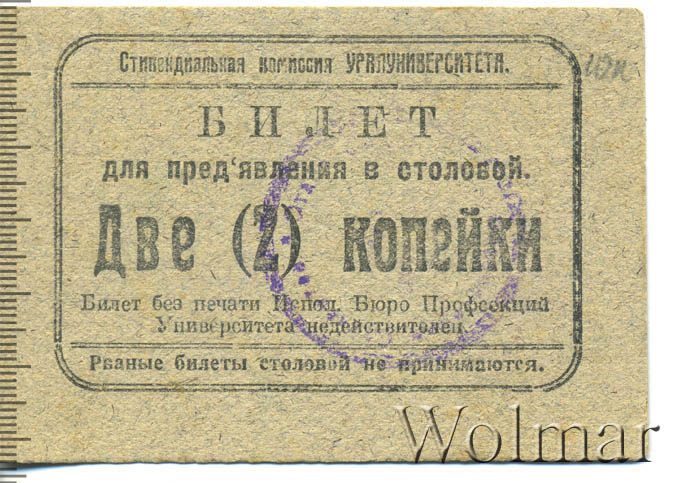 Стипендиальная комиссия УРАЛУНИВЕРСИТЕТА.
БИЛЕТ
для пред'явления в столовой.
Две (2) копейки
Билет без печати Испол. Бюро Профсекций
Университета недействителен.
Рваные билеты столовой не принимаются.
Wolmar